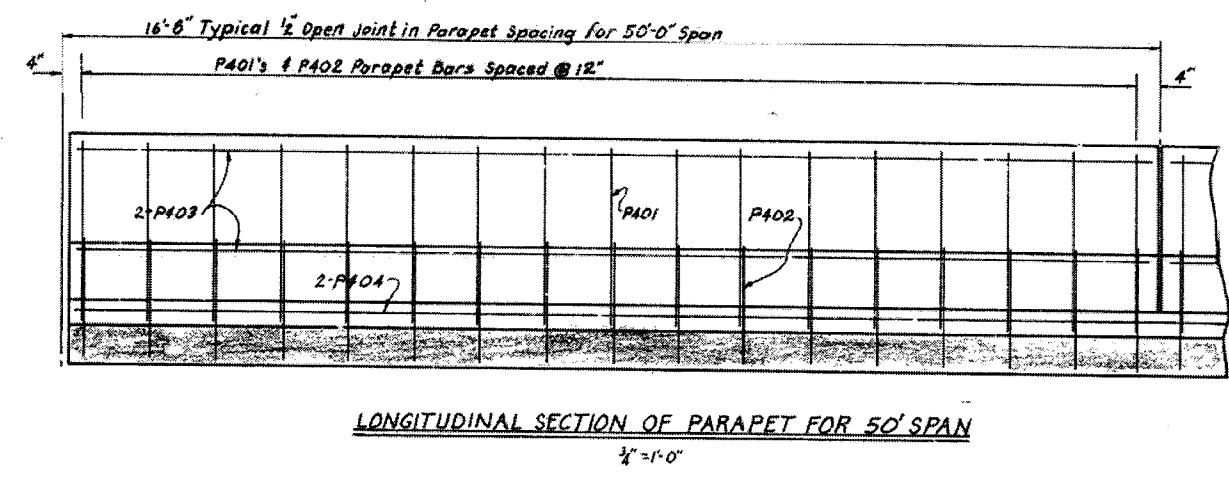 16'-8" Typical ½" Open Joint in Parapet Spacing for 50'-0" Span
4"
P401's & P402 Parapet Bars Spaced @ 12"
4"
2-P403
P401
P402
2-P404
LONGITUDINAL SECTION OF PARAPET FOR 50' SPAN
¾"=1'-0"